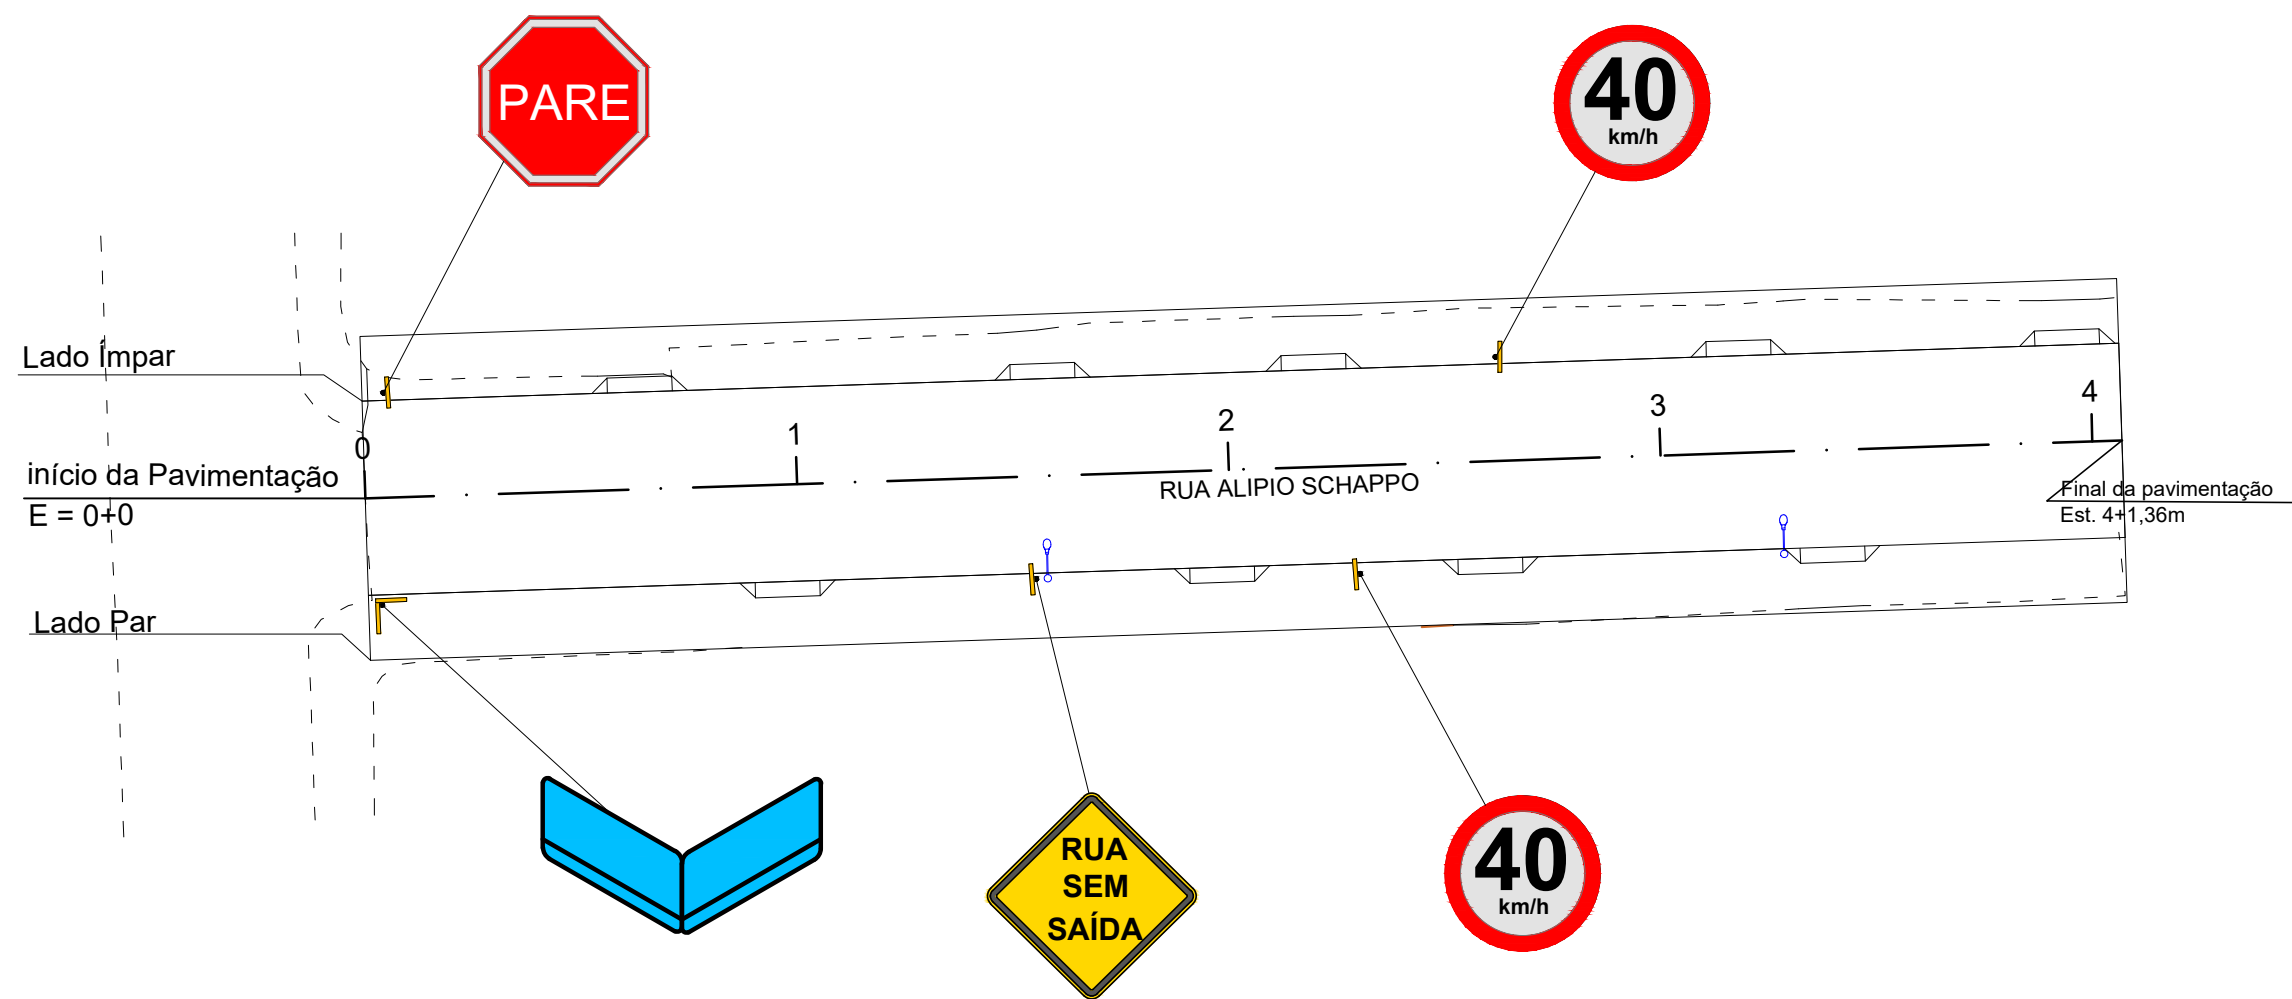 PARE
40
km/h
Lado Ímpar
0
1
2
3
4
início da Pavimentação
E = 0+0
RUA ALIPIO SCHAPPO
Final da pavimentação
Est. 4+1,36m
Lado Par
RUA
SEM
SAÍDA
40
km/h